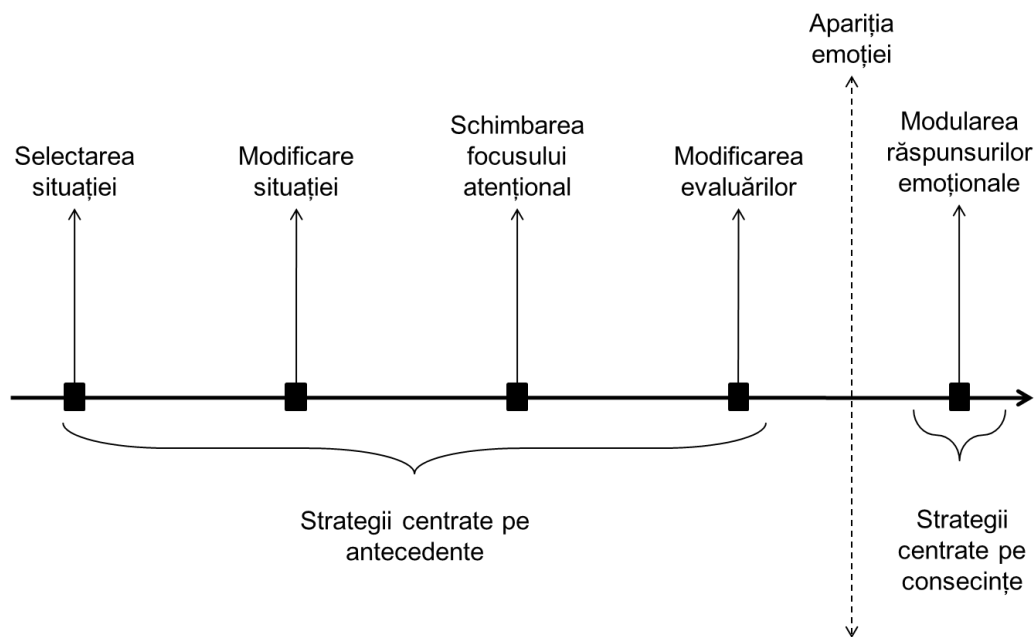 Apariția
emoției
Selectarea
situației
Modificare
situației
Schimbarea
focusului
atențional
Modificarea
evaluărilor
Modularea
răspunsurilor
emoționale
Strategii centrate pe
antecedente
Strategii
centrate pe
consecințe